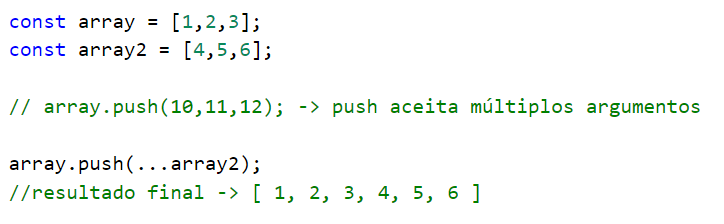 const array = [1,2,3];
const array2 = [4,5,6];
// array.push(10,11,12); -> push aceita múltiplos argumentos
array.push(...array2);
//resultado final -> [ 1, 2, 3, 4, 5, 6 ]